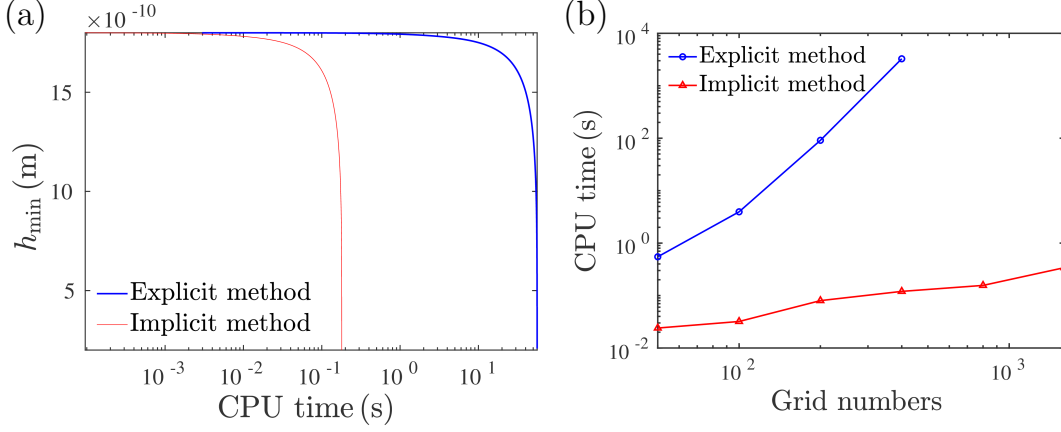 (a)
×10 -10
15
10
5
h min (m)
Explicit method
Implicit method
10 -3
10 -2
10 -1
10 0
10 1
CPU time (s)
(b)
10 4
10 2
10 0
10 -2
CPU time (s)
Explicit method
Implicit method
10 2
10 3
Grid numbers